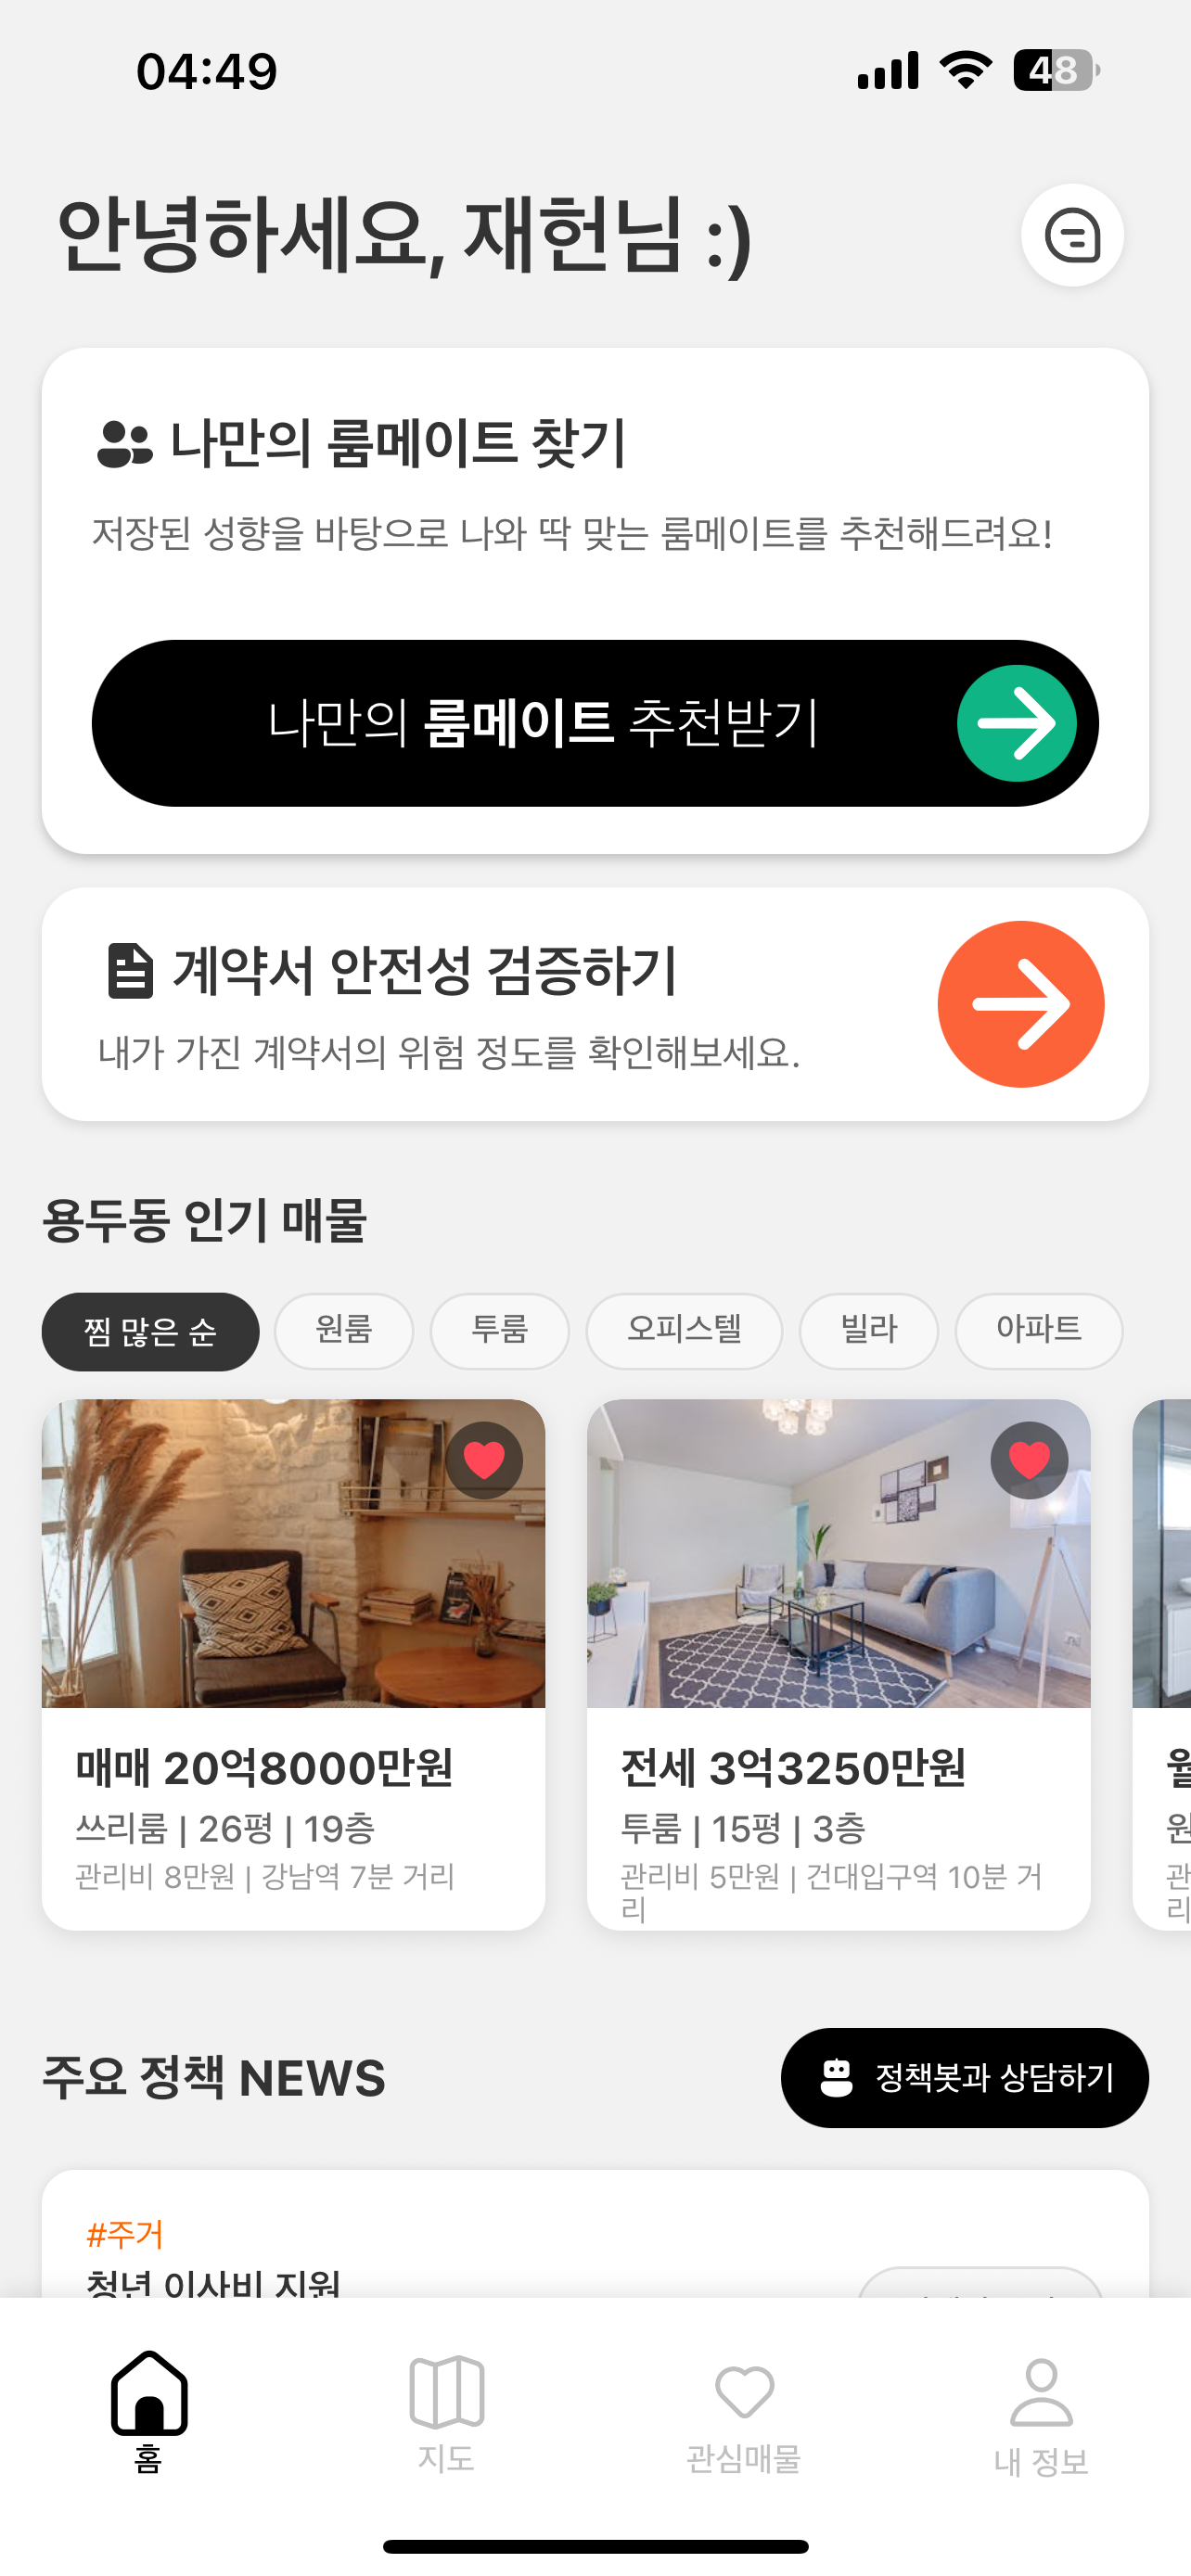 04:49
48
안녕하세요, 재헌님 :)
나만의 룸메이트 찾기
저장된 성향을 바탕으로 나와 딱 맞는 룸메이트를 추천해드려요!
나만의 룸메이트 추천받기
계약서 안전성 검증하기
내가 가진 계약서의 위험 정도를 확인해보세요.
용두동 인기 매물
찜 많은 순
원룸
투룸
오피스텔
빌라
아파트
매매 20억8000만원
쓰리룸 | 26평 | 19층
관리비 8만원 | 강남역 7분 거리
전세 3억3250만원
투룸 | 15평 | 3층
관리비 5만원 | 건대입구역 10분 거
리
원
관
리
주요 정책 NEWS
정책봇과 상담하기
#주거
청년 이사비 지원
홈
지도
관심매물
내 정보